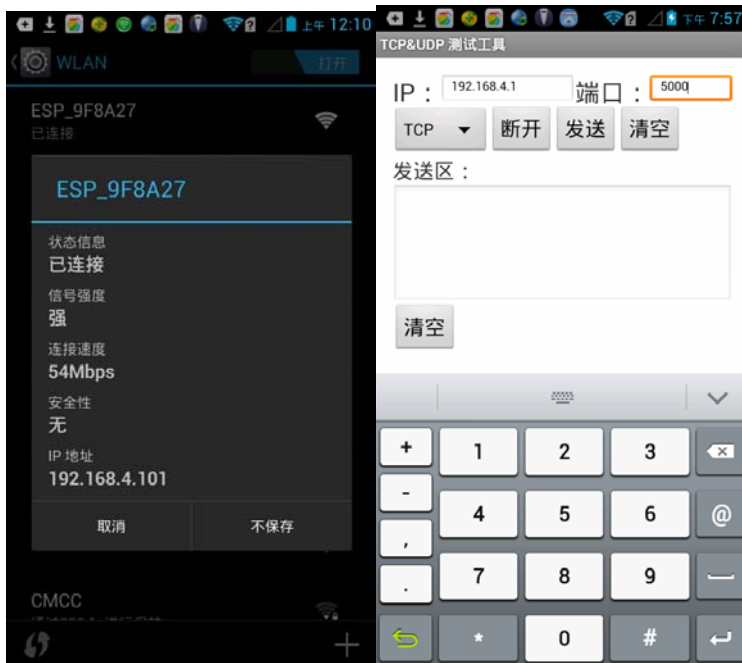 上午 12:10
WLAN
打开
ESP_9F8A27
已连接
ESP_9F8A27
状态信息
已连接
信号强度
强
连接速度
54Mbps
安全性
无
IP 地址
192.168.4.101
取消 不保存
CMCC
下午 7:57
TCP&UDP 测试工具
IP： 192.168.4.1 端口： 5000
TCP 断开 发送 清空
发送区：
清空
+ 1 2 3
- 4 5 6 @
,
. 7 8 9
* 0 #